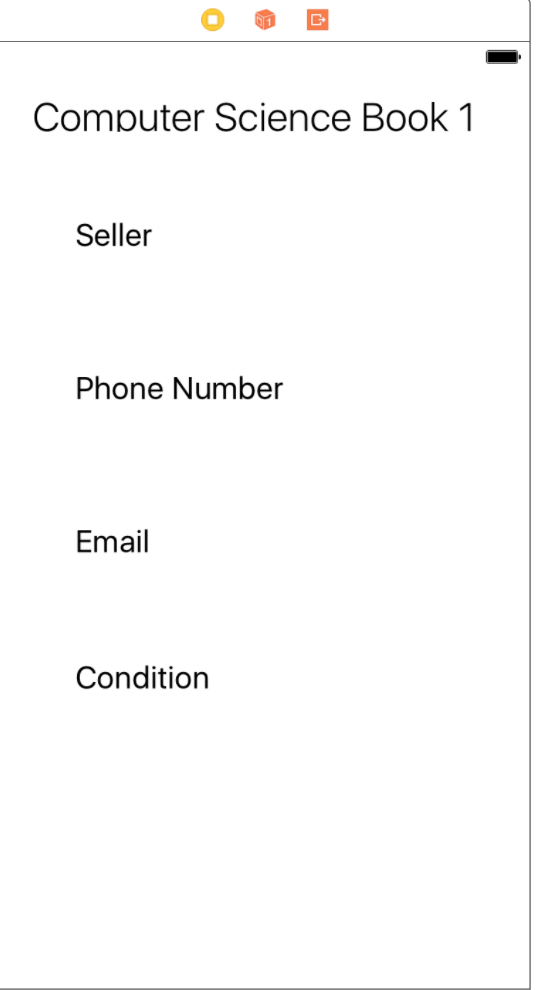 Computer Science Book 1
Seller
Phone Number
Email
Condition